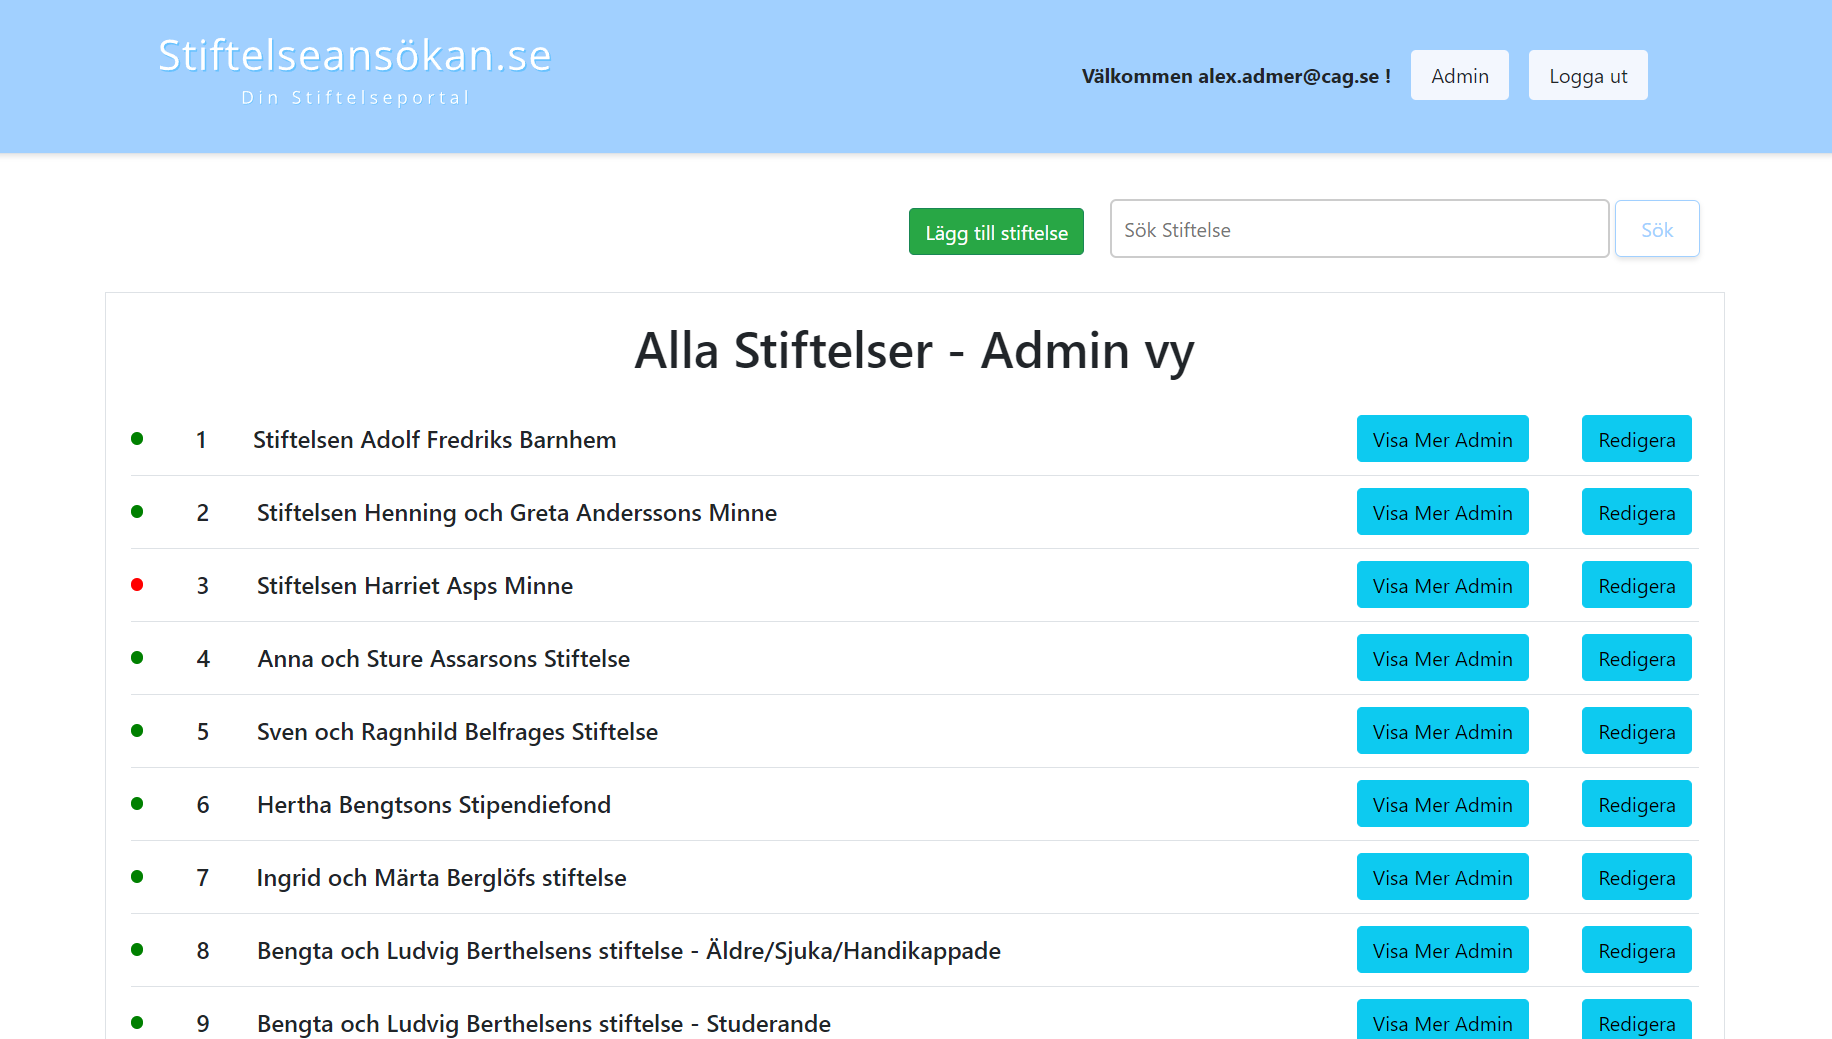 Stiftelseansökan.se
Din Stiftelseportal
Välkommen alex.admer@cag.se !
Admin
Logga ut
Lägg till stiftelse
Sök Stiftelse
Sök
Alla Stiftelser - Admin vy
1 Stiftelsen Adolf Fredriks Barnhem Visa Mer Admin Redigera
2 Stiftelsen Henning och Greta Anderssons Minne Visa Mer Admin Redigera
3 Stiftelsen Harriet Asps Minne Visa Mer Admin Redigera
4 Anna och Sture Assarsons Stiftelse Visa Mer Admin Redigera
5 Sven och Ragnhild Belfrages Stiftelse Visa Mer Admin Redigera
6 Hertha Bengtsons Stipendiefond Visa Mer Admin Redigera
7 Ingrid och Märta Berglöfs stiftelse Visa Mer Admin Redigera
8 Bengta och Ludvig Berthelsens stiftelse - Äldre/Sjuka/Handikappade Visa Mer Admin Redigera
9 Bengta och Ludvig Berthelsens stiftelse - Studerande Visa Mer Admin Redigera